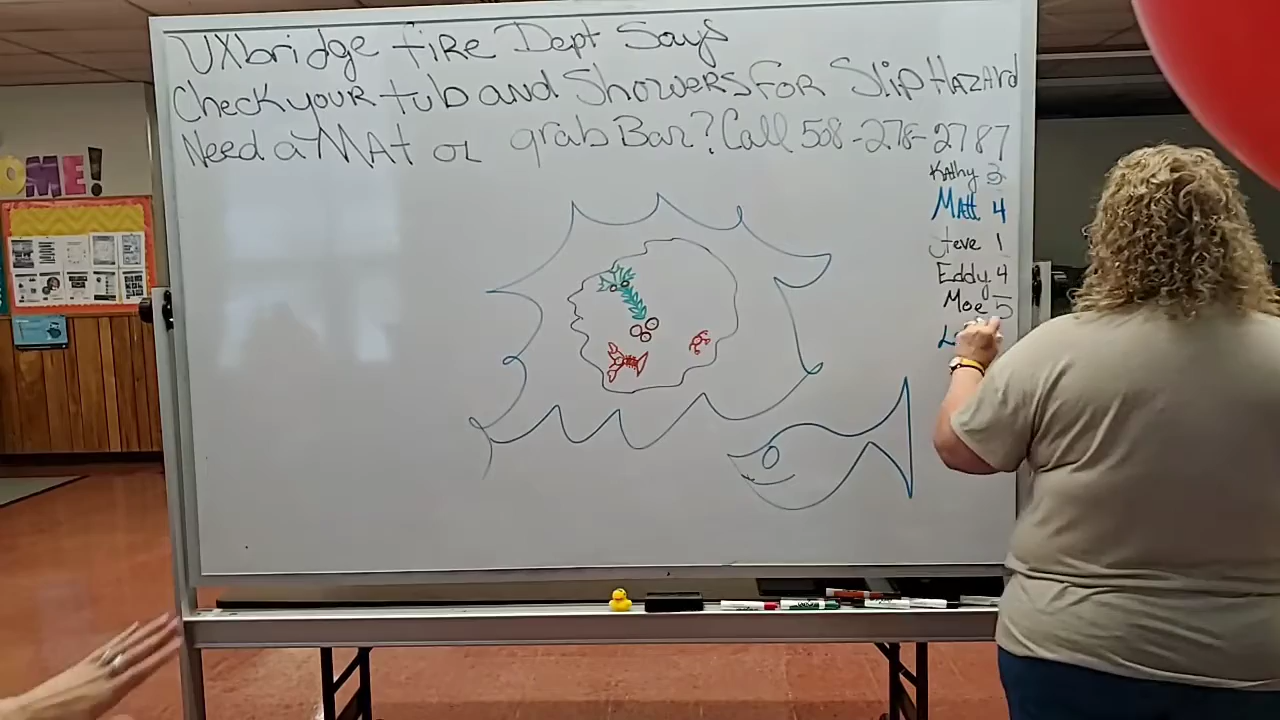 UXbridge Fire Dept Says
Check your tub and Showers For Slip Hazard
Need a MAt or grab Bar? Call 508-278-2787
OME!
Kathy 3
Matt 4
Steve 1
Eddy 4
Moe 5